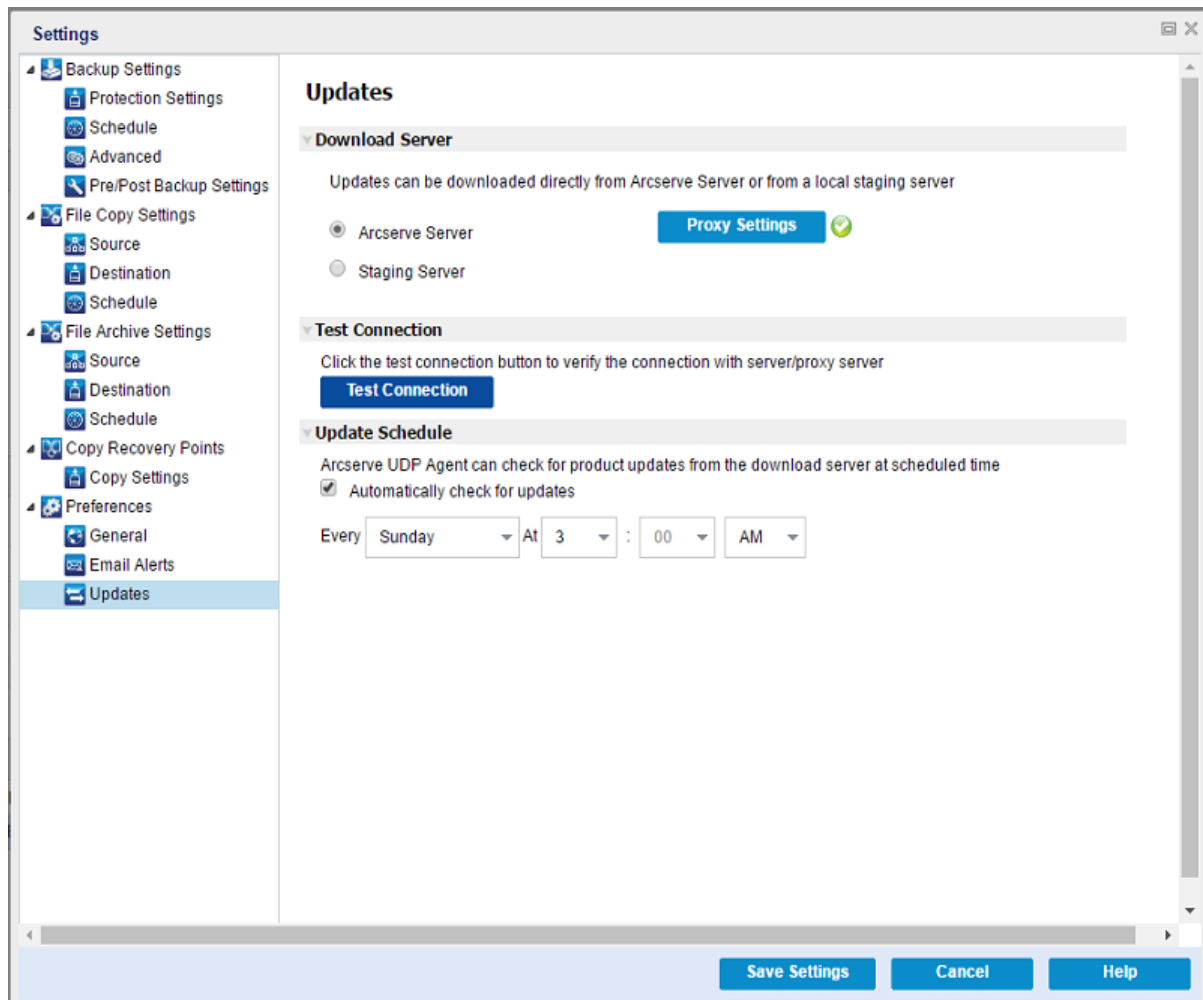 Settings
Backup Settings
Protection Settings
Schedule
Advanced
Pre/Post Backup Settings
File Copy Settings
Source
Destination
Schedule
File Archive Settings
Source
Destination
Schedule
Copy Recovery Points
Copy Settings
Preferences
General
Email Alerts
Updates
Updates
Download Server
Updates can be downloaded directly from Arcserve Server or from a local staging server
Arcserve Server
Proxy Settings
Staging Server
Test Connection
Click the test connection button to verify the connection with server/proxy server
Test Connection
Update Schedule
Arcserve UDP Agent can check for product updates from the download server at scheduled time
Automatically check for updates
Every Sunday At 3 : 00 AM
Save Settings Cancel Help